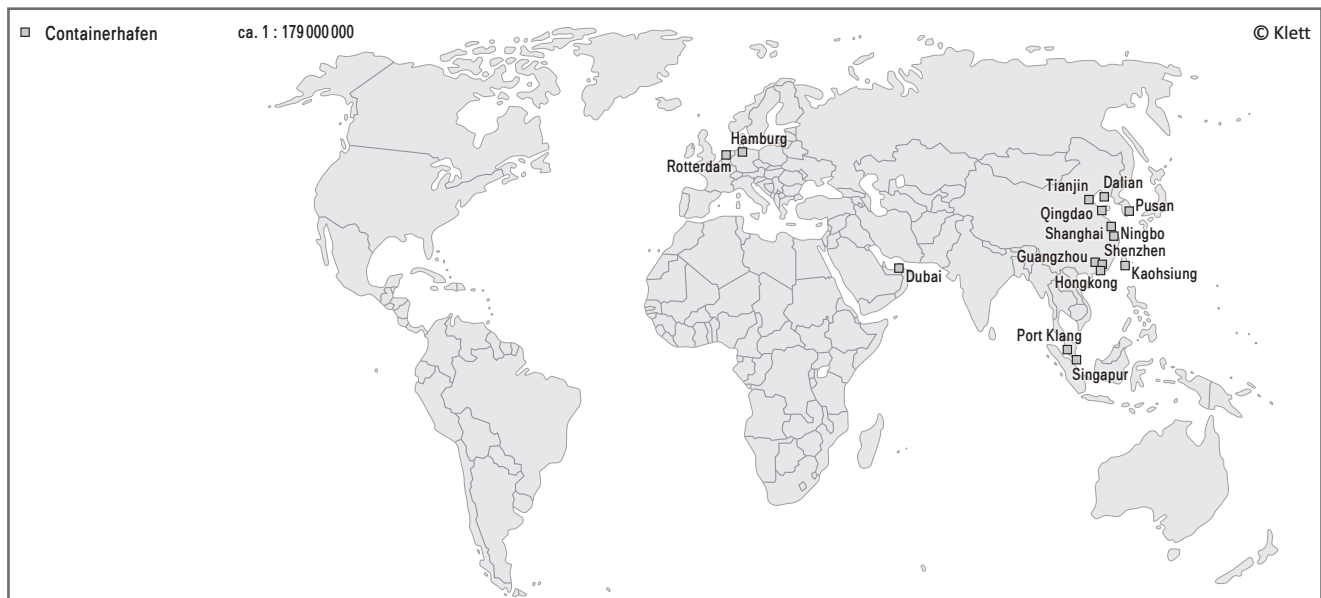 Containerhafen
ca. 1 : 179 000 000
© Klett
Hamburg
Rotterdam
Tianjin
Dalian
Qingdao
Pusan
Shanghai
Ningbo
Shenzhen
Guangzhou
Kaohsiung
Hongkong
Dubai
Port Klang
Singapur